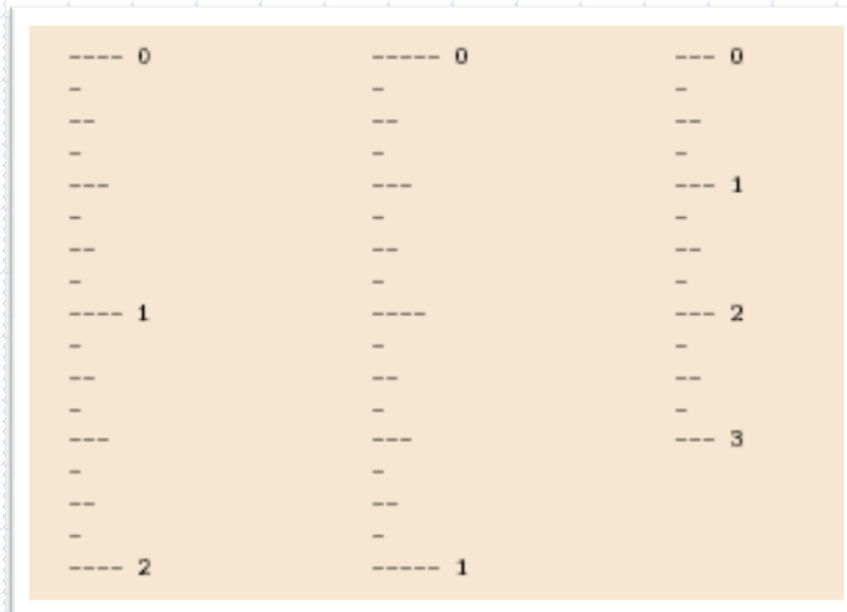 ---- 0 ----- 0 --- 0
- - -
-- -- --
- - -
--- --- --- 1
- - -
-- -- --
- - -
---- 1 ---- --- 2
- - -
-- -- --
- - -
--- --- --- 3
- -
-- --
- -
---- 2 ----- 1